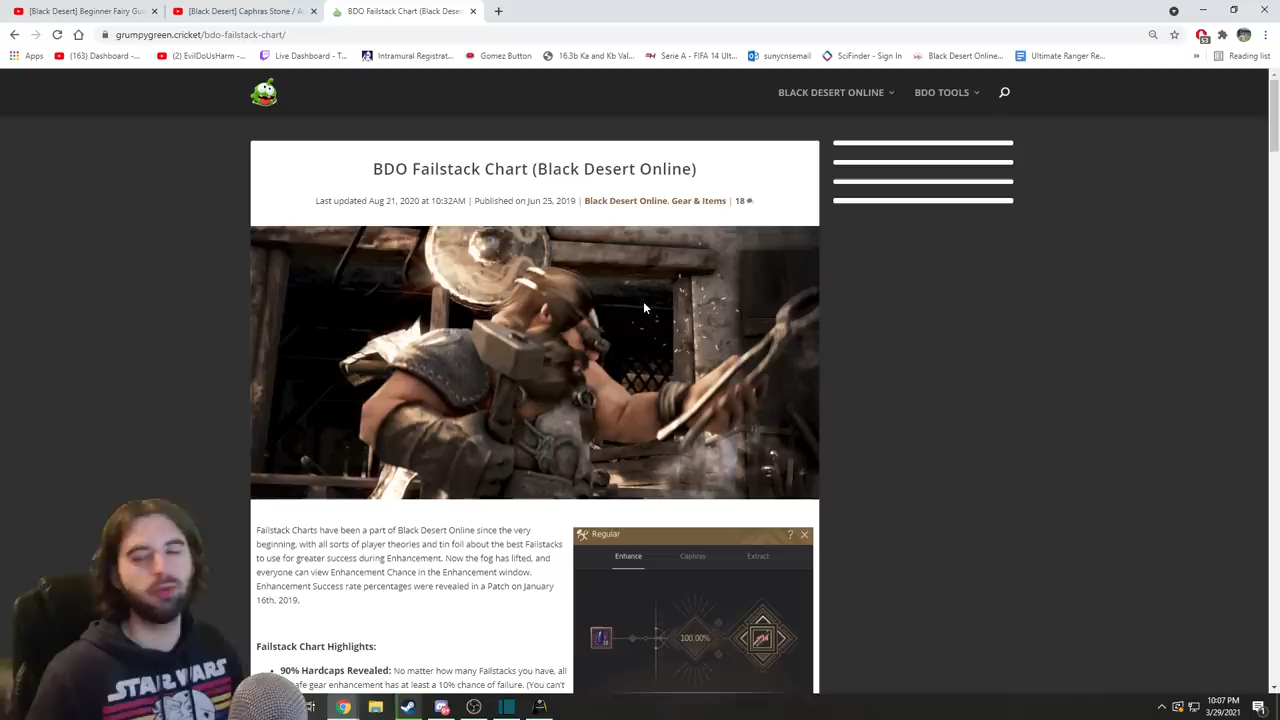 [Black Desert] Beginner Fairy Gui
[Black Desert] Caphras Stone / A
BDO Failstack Chart (Black Deser
grumpygreen.cricket/bdo-failstack-chart/
Apps
(163) Dashboard - T...
(2) EvilDoUsHarm -...
Live Dashboard - T...
Intramural Registrat...
Gomez Button
16.3b Ka and Kb Val...
Serie A - FIFA 14 Ult...
sunycnsemail
SciFinder - Sign In
Black Desert Online...
Ultimate Ranger Re...
»
Reading list
BLACK DESERT ONLINE
BDO TOOLS
BDO Failstack Chart (Black Desert Online)
Last updated Aug 21, 2020 at 10:32AM | Published on Jun 25, 2019 | Black Desert Online, Gear & Items | 18
Failstack Charts have been a part of Black Desert Online since the very
beginning, with all sorts of player theories and tin foil about the best Failstacks
to use for greater success during Enhancement. Now the fog has lifted, and
everyone can view Enhancement Chance in the Enhancement window.
Enhancement Success rate percentages were revealed in a Patch on January
16th, 2019.
Regular
Enhance
Caphras
Extract
100.00%
Failstack Chart Highlights:
• 90% Hardcaps Revealed: No matter how many Failstacks you have, all
afe gear enhancement has at least a 10% chance of failure. (You can't
STAR WARS
10:07 PM
3/29/2021